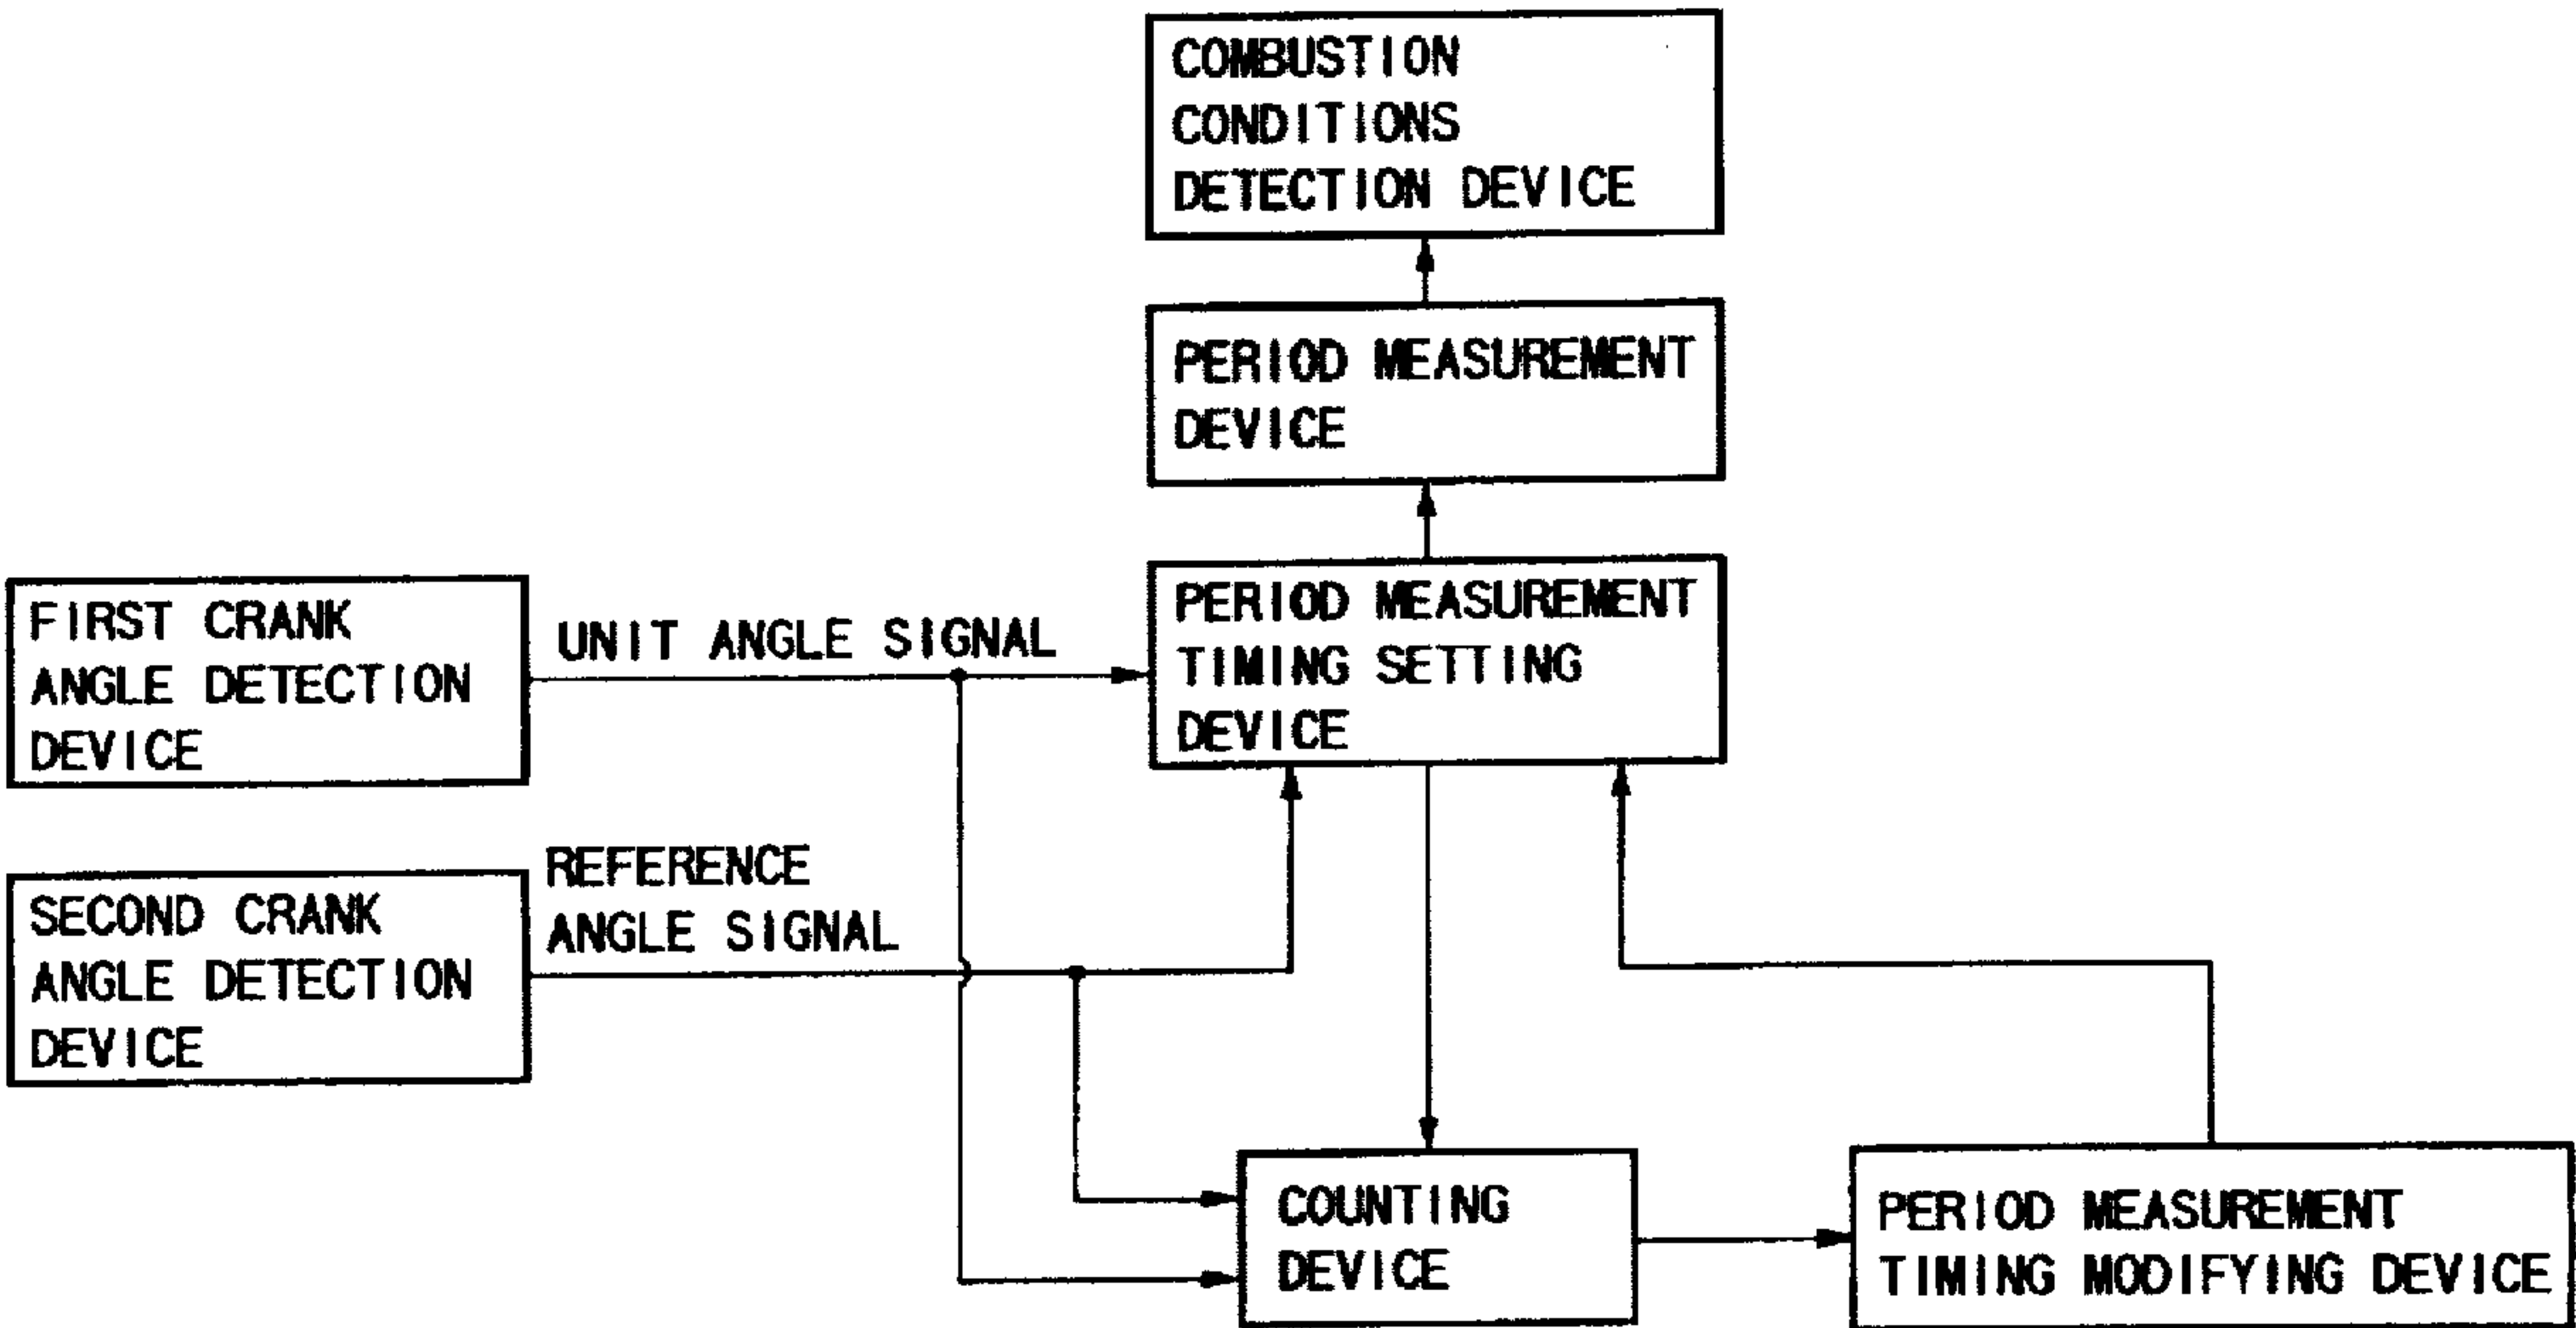 COMBUSTION
CONDITIONS
DETECTION DEVICE
PERIOD MEASUREMENT
DEVICE
PERIOD MEASUREMENT
TIMING SETTING
DEVICE
FIRST CRANK
ANGLE DETECTION
DEVICE
UNIT ANGLE SIGNAL
SECOND CRANK
ANGLE DETECTION
DEVICE
REFERENCE
ANGLE SIGNAL
COUNTING
DEVICE
PERIOD MEASUREMENT
TIMING MODIFYING DEVICE